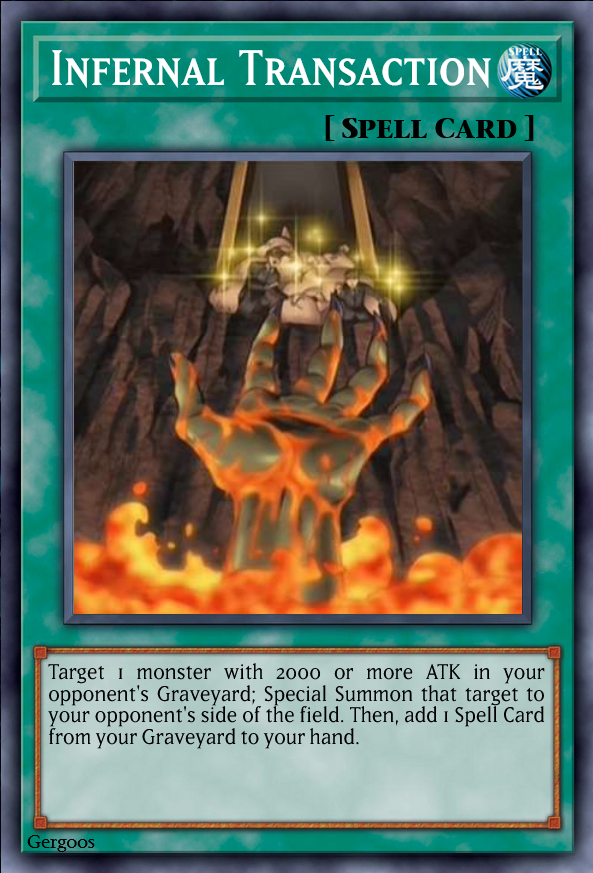 Infernal Transaction
SPELL
魔
[ Spell Card ]
Target 1 monster with 2000 or more ATK in your
opponent's Graveyard; Special Summon that target to
your opponent's side of the field. Then, add 1 Spell Card
from your Graveyard to your hand.
Gergoos